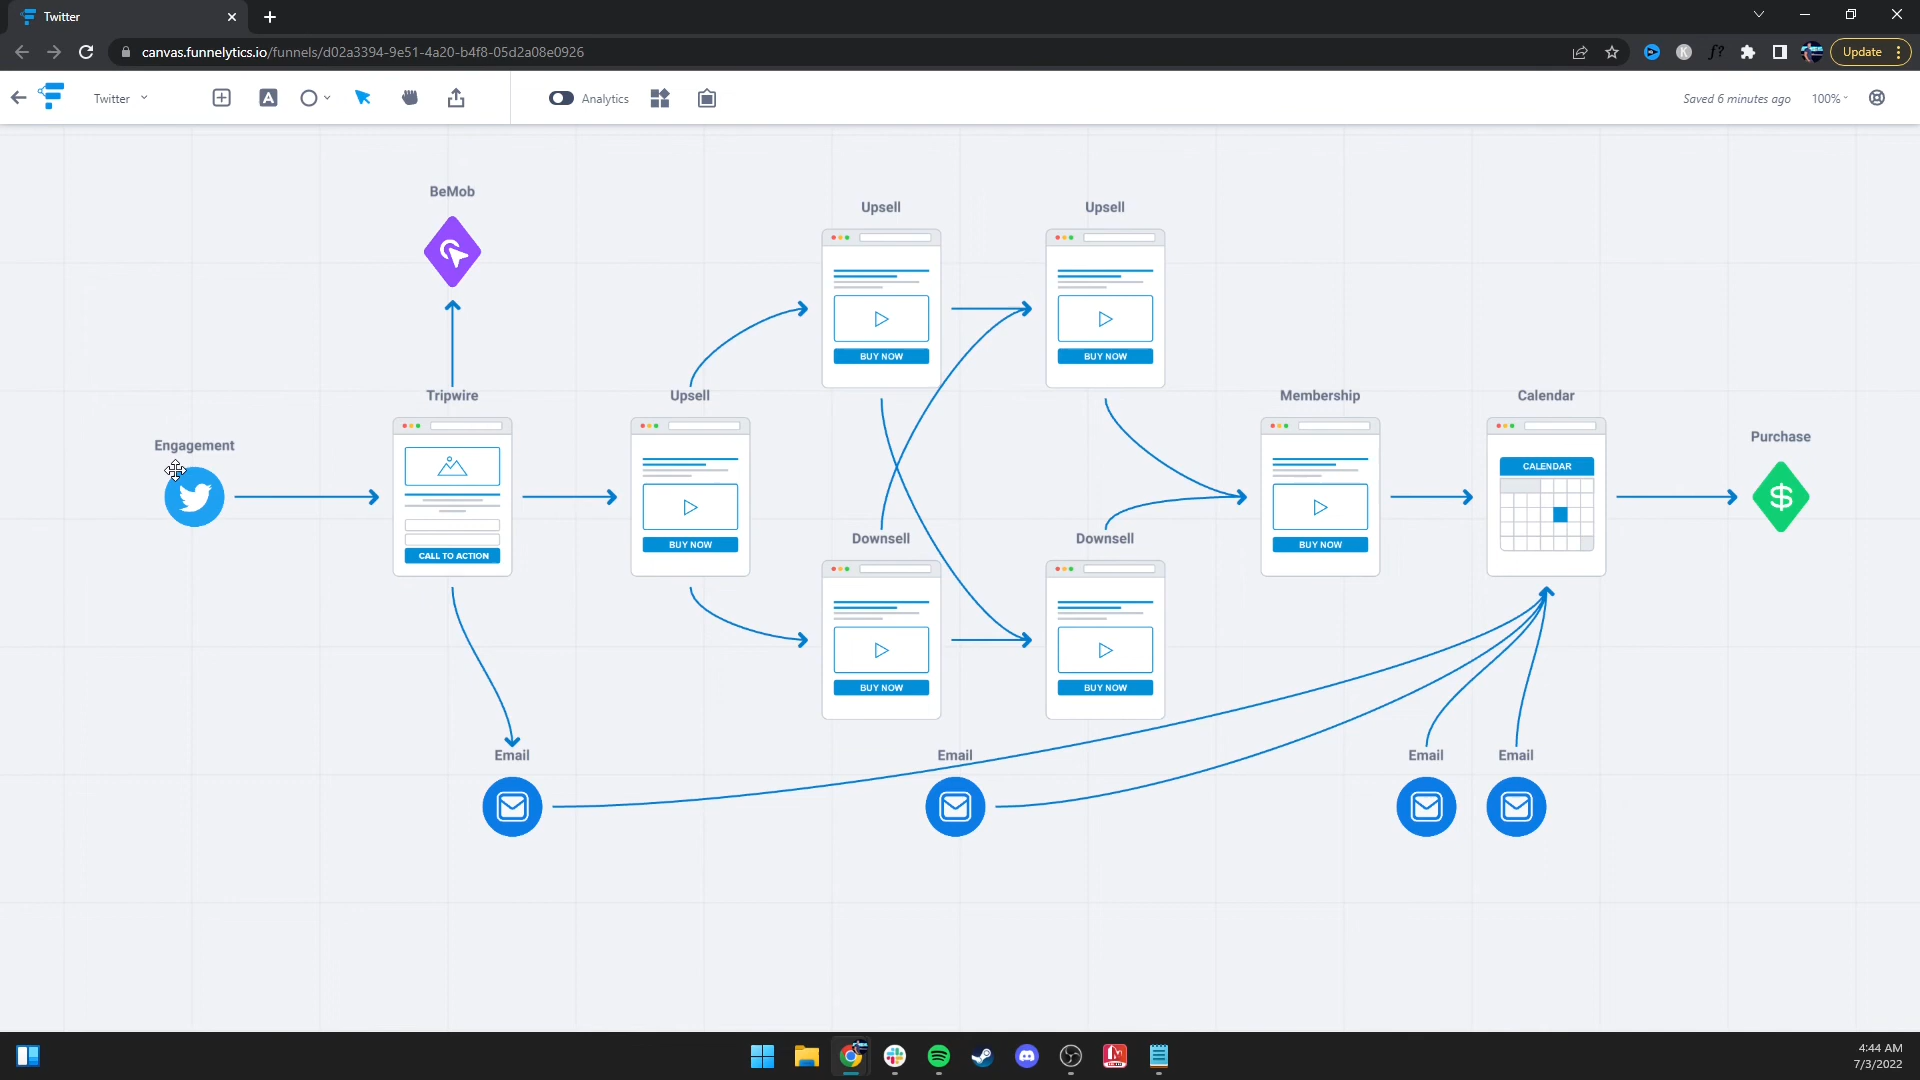 Twitter
canvas.funnelytics.io/funnels/d02a3394-9e51-4a20-b4f8-05d2a08e0926
Update
Twitter
A
Analytics
Saved 6 minutes ago
100%
BeMob
Upsell
Upsell
BUY NOW
BUY NOW
Tripwire
Upsell
Membership
Calendar
Engagement
Purchase
CALENDAR
$
CALL TO ACTION
BUY NOW
BUY NOW
Downsell
Downsell
BUY NOW
BUY NOW
Email
Email
Email
Email
4:44 AM
7/3/2022